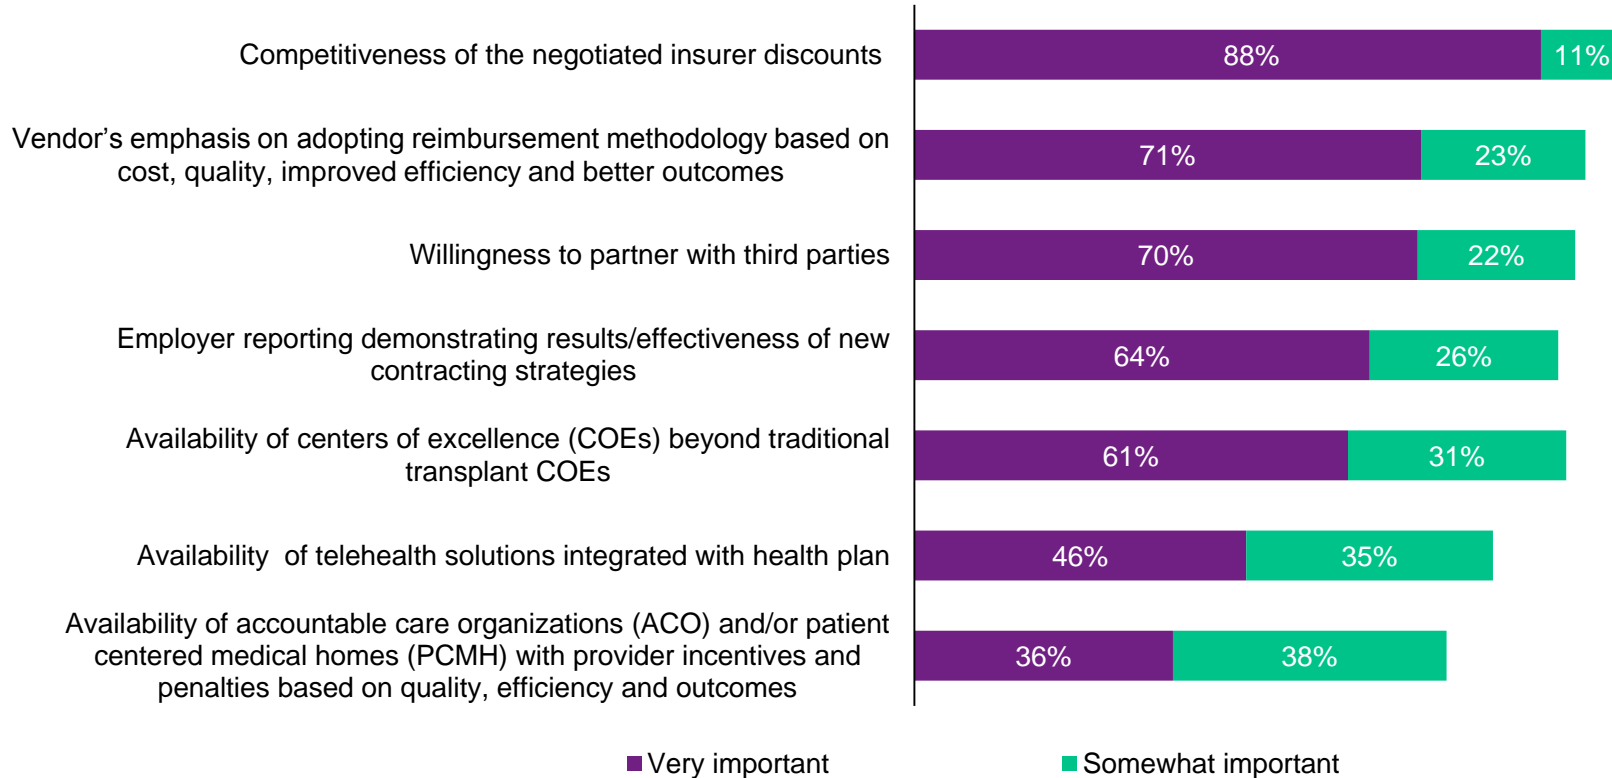 Competitiveness of the negotiated insurer discounts
88%
11%
Vendor’s emphasis on adopting reimbursement methodology based on
cost, quality, improved efficiency and better outcomes
71%
23%
Willingness to partner with third parties
70%
22%
Employer reporting demonstrating results/effectiveness of new
contracting strategies
64%
26%
Availability of centers of excellence (COEs) beyond traditional
transplant COEs
61%
31%
Availability  of telehealth solutions integrated with health plan
46%
35%
Availability of accountable care organizations (ACO) and/or patient
centered medical homes (PCMH) with provider incentives and
penalties based on quality, efficiency and outcomes
36%
38%
Very important
Somewhat important